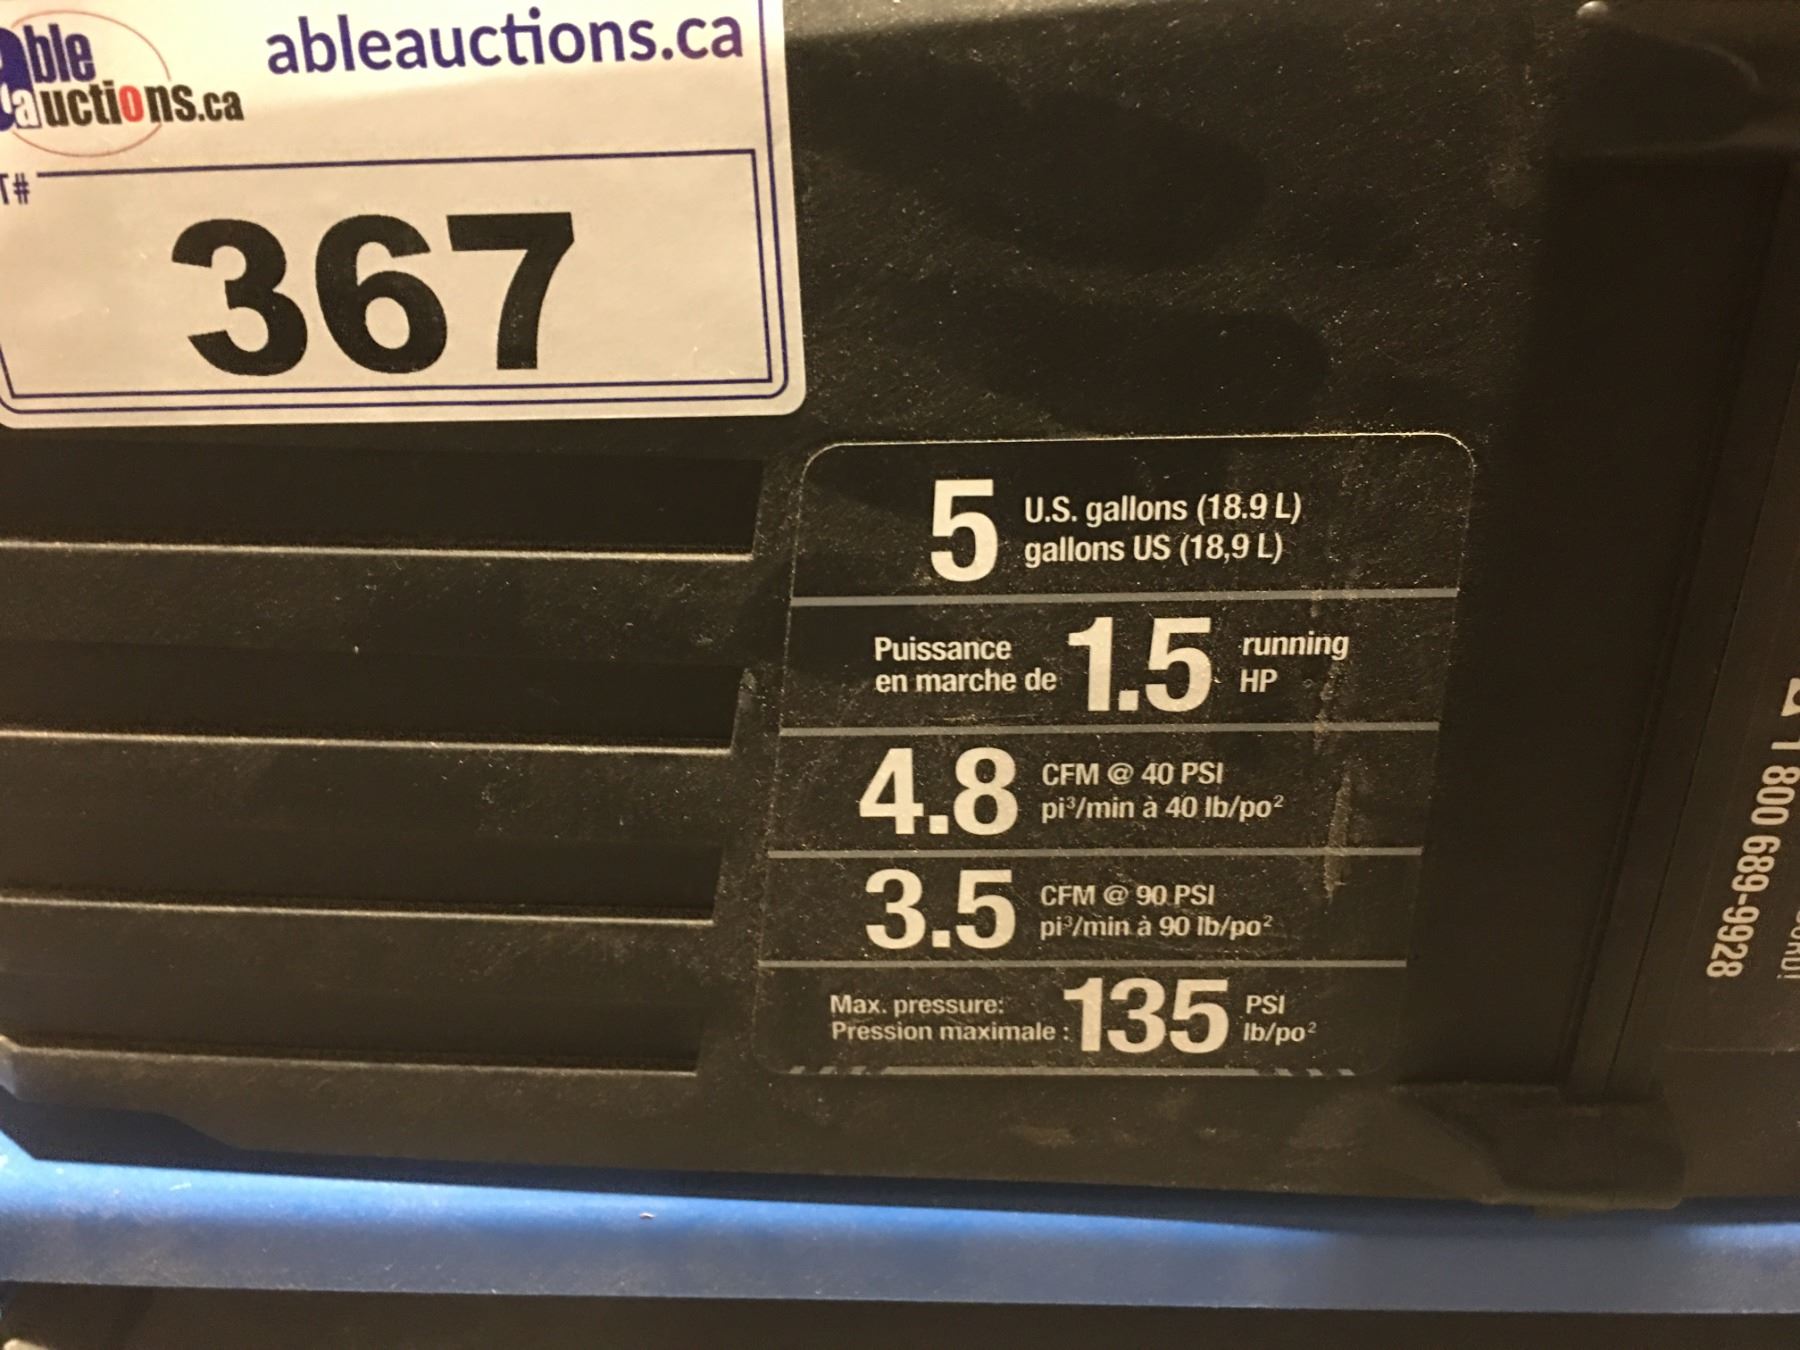 able
auctions.ca
ableauctions.ca
T#
367
5 U.S. gallons (18.9 L)
gallons US (18,9 L)
Puissance
en marche de 1.5 running
HP
4.8 CFM @ 40 PSI
pi³/min à 40 lb/po²
3.5 CFM @ 90 PSI
pi³/min à 90 lb/po²
Max. pressure:
Pression maximale : 135 PSI
lb/po²
1 800 689-9928